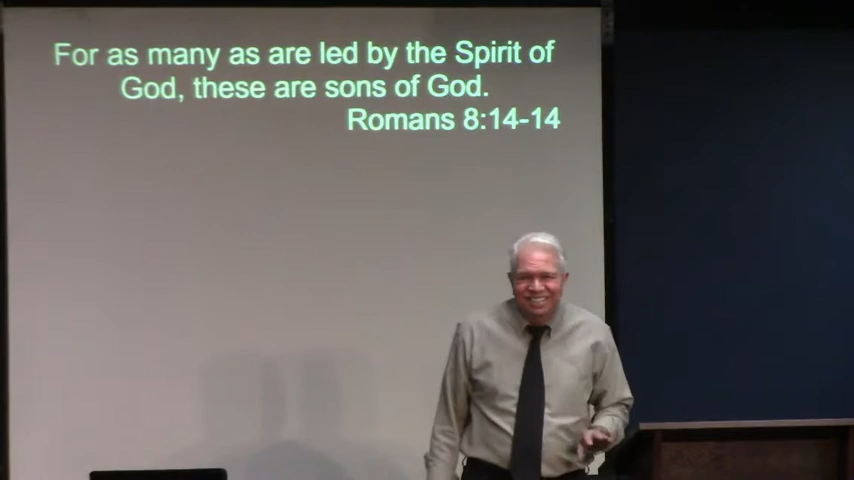 For as many as are led by the Spirit of
God, these are sons of God.
Romans 8:14-14